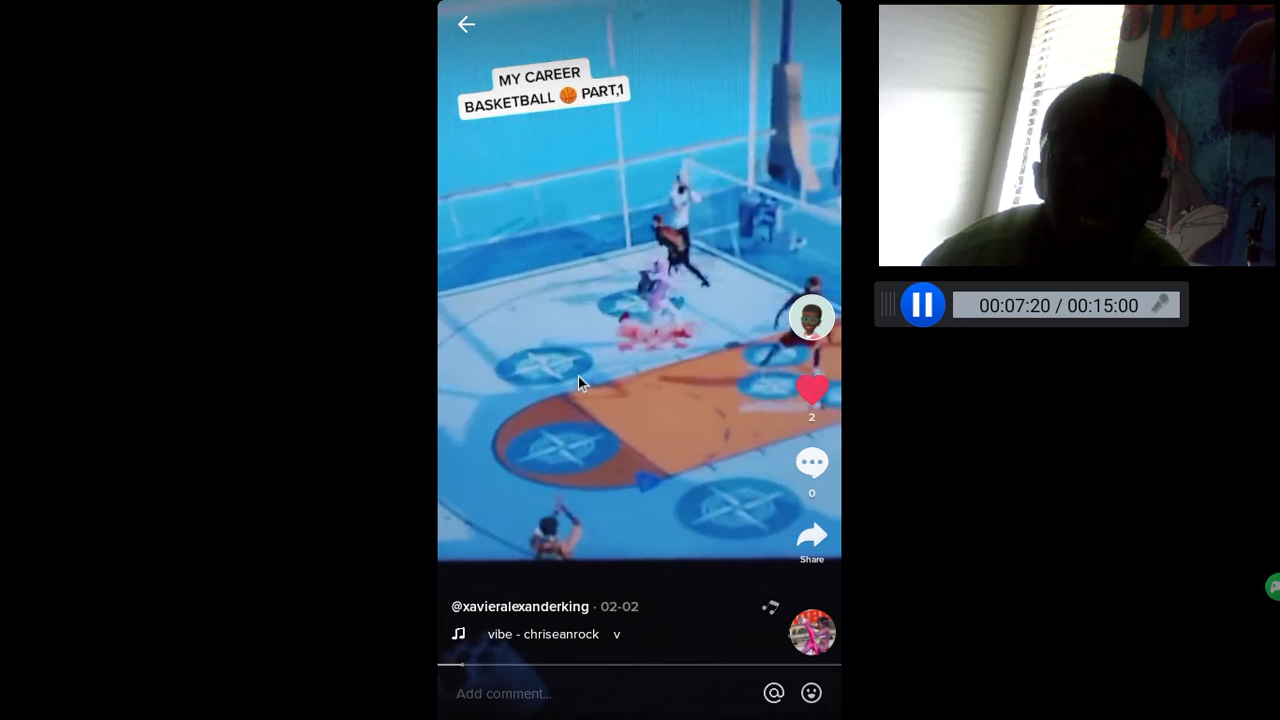 MY CAREER
BASKETBALL 🏀 PART,1
00:07:20 / 00:15:00
2
0
Share
@xavieralexanderking · 02-02
vibe - chriseanrock v
Add comment...